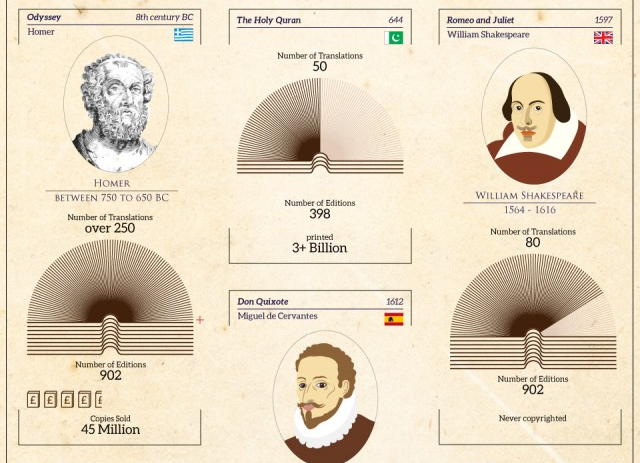 Odyssey 8th century BC
Homer
HOMER
BETWEEN 750 TO 650 BC
Number of Translations
over 250
Number of Editions
902
£ £ £ £ £
Copies Sold
45 Million
The Holy Quran 644
Number of Translations
50
Number of Editions
398
printed
3+ Billion
Don Quixote 1612
Miguel de Cervantes
Romeo and Juliet 1597
William Shakespeare
WILLIAM SHAKESPEARE
1564 - 1616
Number of Translations
80
Number of Editions
902
Never copyrighted